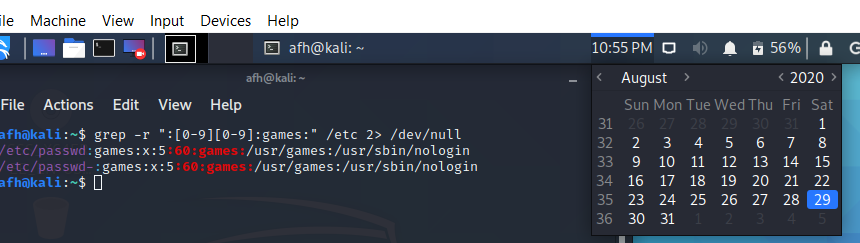 ile Machine View Input Devices Help
afh@kali: ~ 10:55 PM 56%
afh@kali: ~
File Actions Edit View Help
afh@kali:~$ grep -r ":[0-9][0-9]:games:" /etc 2> /dev/null
/etc/passwd:games:x:5:60:games:/usr/games:/usr/sbin/nologin
/etc/passwd-:games:x:5:60:games:/usr/games:/usr/sbin/nologin
afh@kali:~$
August 2020
Sun Mon Tue Wed Thu Fri Sat
31 26 27 28 29 30 31 1
32 2 3 4 5 6 7 8
33 9 10 11 12 13 14 15
34 16 17 18 19 20 21 22
35 23 24 25 26 27 28 29
36 30 31 1 2 3 4 5